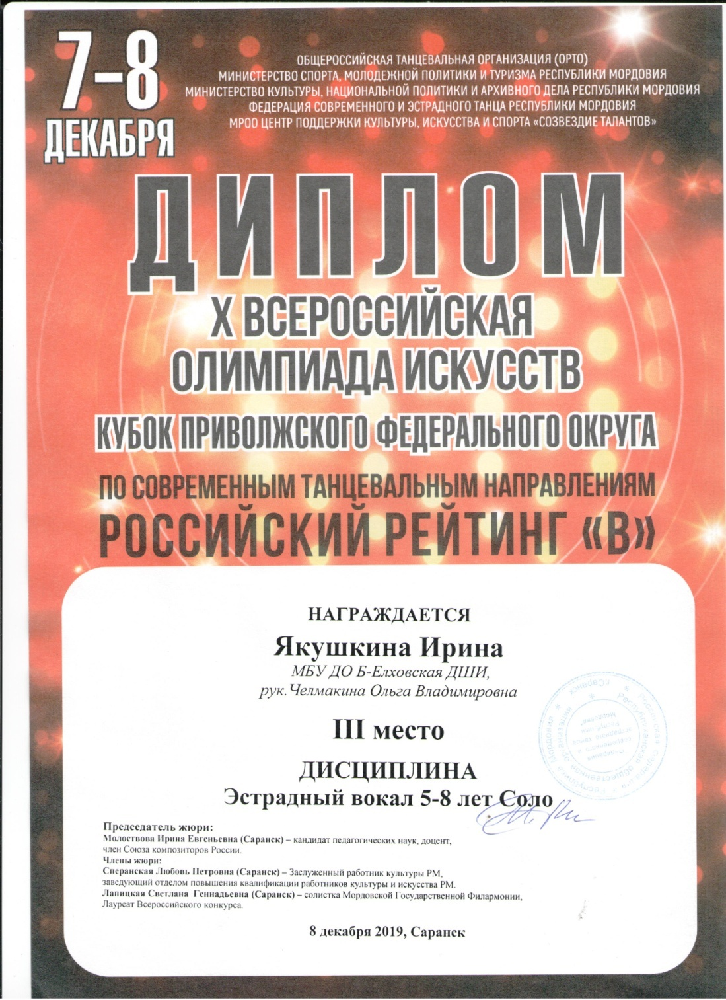 7-8
ДЕКАБРЯ
ОБЩЕРОССИЙСКАЯ ТАНЦЕВАЛЬНАЯ ОРГАНИЗАЦИЯ (ОРТО)
МИНИСТЕРСТВО СПОРТА, МОЛОДЕЖНОЙ ПОЛИТИКИ И ТУРИЗМА РЕСПУБЛИКИ МОРДОВИЯ
МИНИСТЕРСТВО КУЛЬТУРЫ, НАЦИОНАЛЬНОЙ ПОЛИТИКИ И АРХИВНОГО ДЕЛА РЕСПУБЛИКИ МОРДОВИЯ
ФЕДЕРАЦИЯ СОВРЕМЕННОГО И ЭСТРАДНОГО ТАНЦА РЕСПУБЛИКИ МОРДОВИЯ
МРОО ЦЕНТР ПОДДЕРЖКИ КУЛЬТУРЫ, ИСКУССТВА И СПОРТА «СОЗВЕЗДИЕ ТАЛАНТОВ»
ДИПЛОМ
X ВСЕРОССИЙСКАЯ
ОЛИМПИАДА ИСКУССТВ
КУБОК ПРИВОЛЖСКОГО ФЕДЕРАЛЬНОГО ОКРУГА
ПО СОВРЕМЕННЫМ ТАНЦЕВАЛЬНЫМ НАПРАВЛЕНИЯМ
РОССИЙСКИЙ РЕЙТИНГ «В»
НАГРАЖДАЕТСЯ
Якушкина Ирина
МБУ ДО Б-Елховская ДШИ,
рук.Челмакина Ольга Владимировна
III место
ДИСЦИПЛИНА
Эстрадный вокал 5-8 лет Соло
Председатель жюри:
Молоствова Ирина Евгеньевна (Саранск) – кандидат педагогических наук, доцент,
член Союза композиторов России.
Члены жюри:
Сперанская Любовь Петровна (Саранск) – Заслуженный работник культуры РМ,
заведующий отделом повышения квалификации работников культуры и искусства РМ.
Лапицкая Светлана Геннадьевна (Саранск) – солистка Мордовской Государственной Филармонии,
Лауреат Всероссийского конкурса.
8 декабря 2019, Саранск